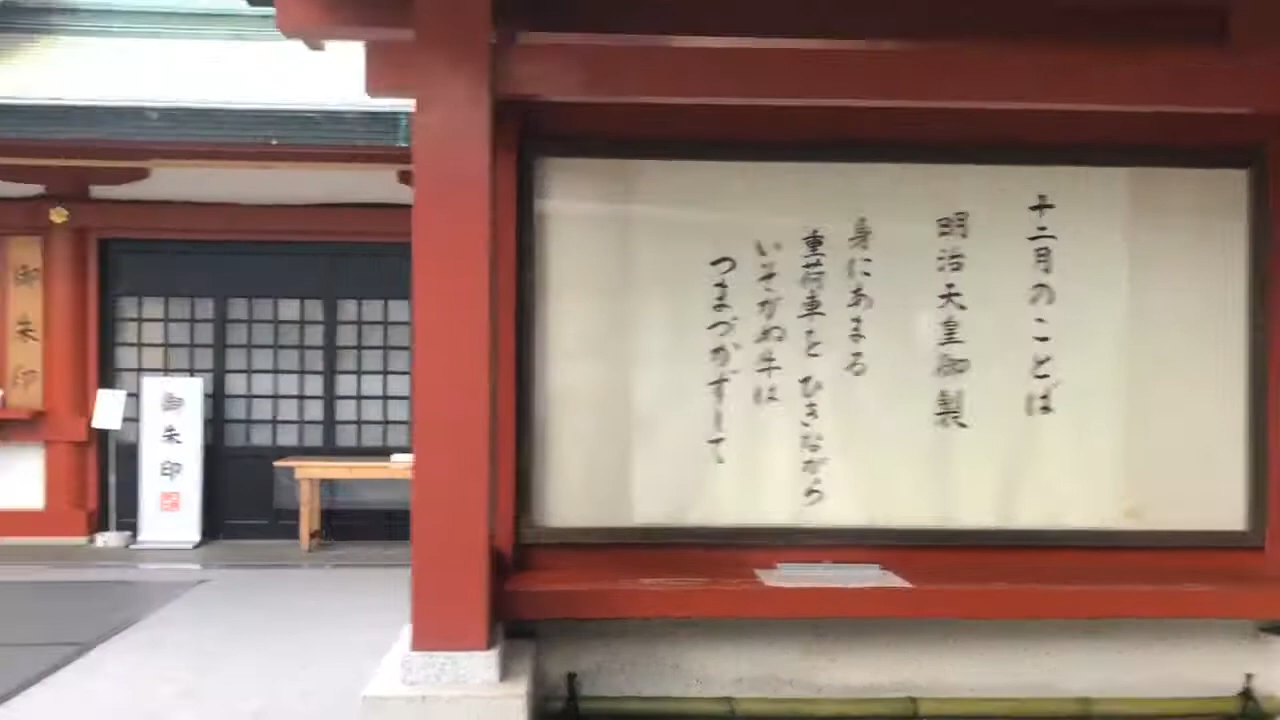 十二月のことば
明治天皇御製
身にあまる
重荷車をひきながら
いそがぬ牛は
つまづかずして
御朱印
御朱印